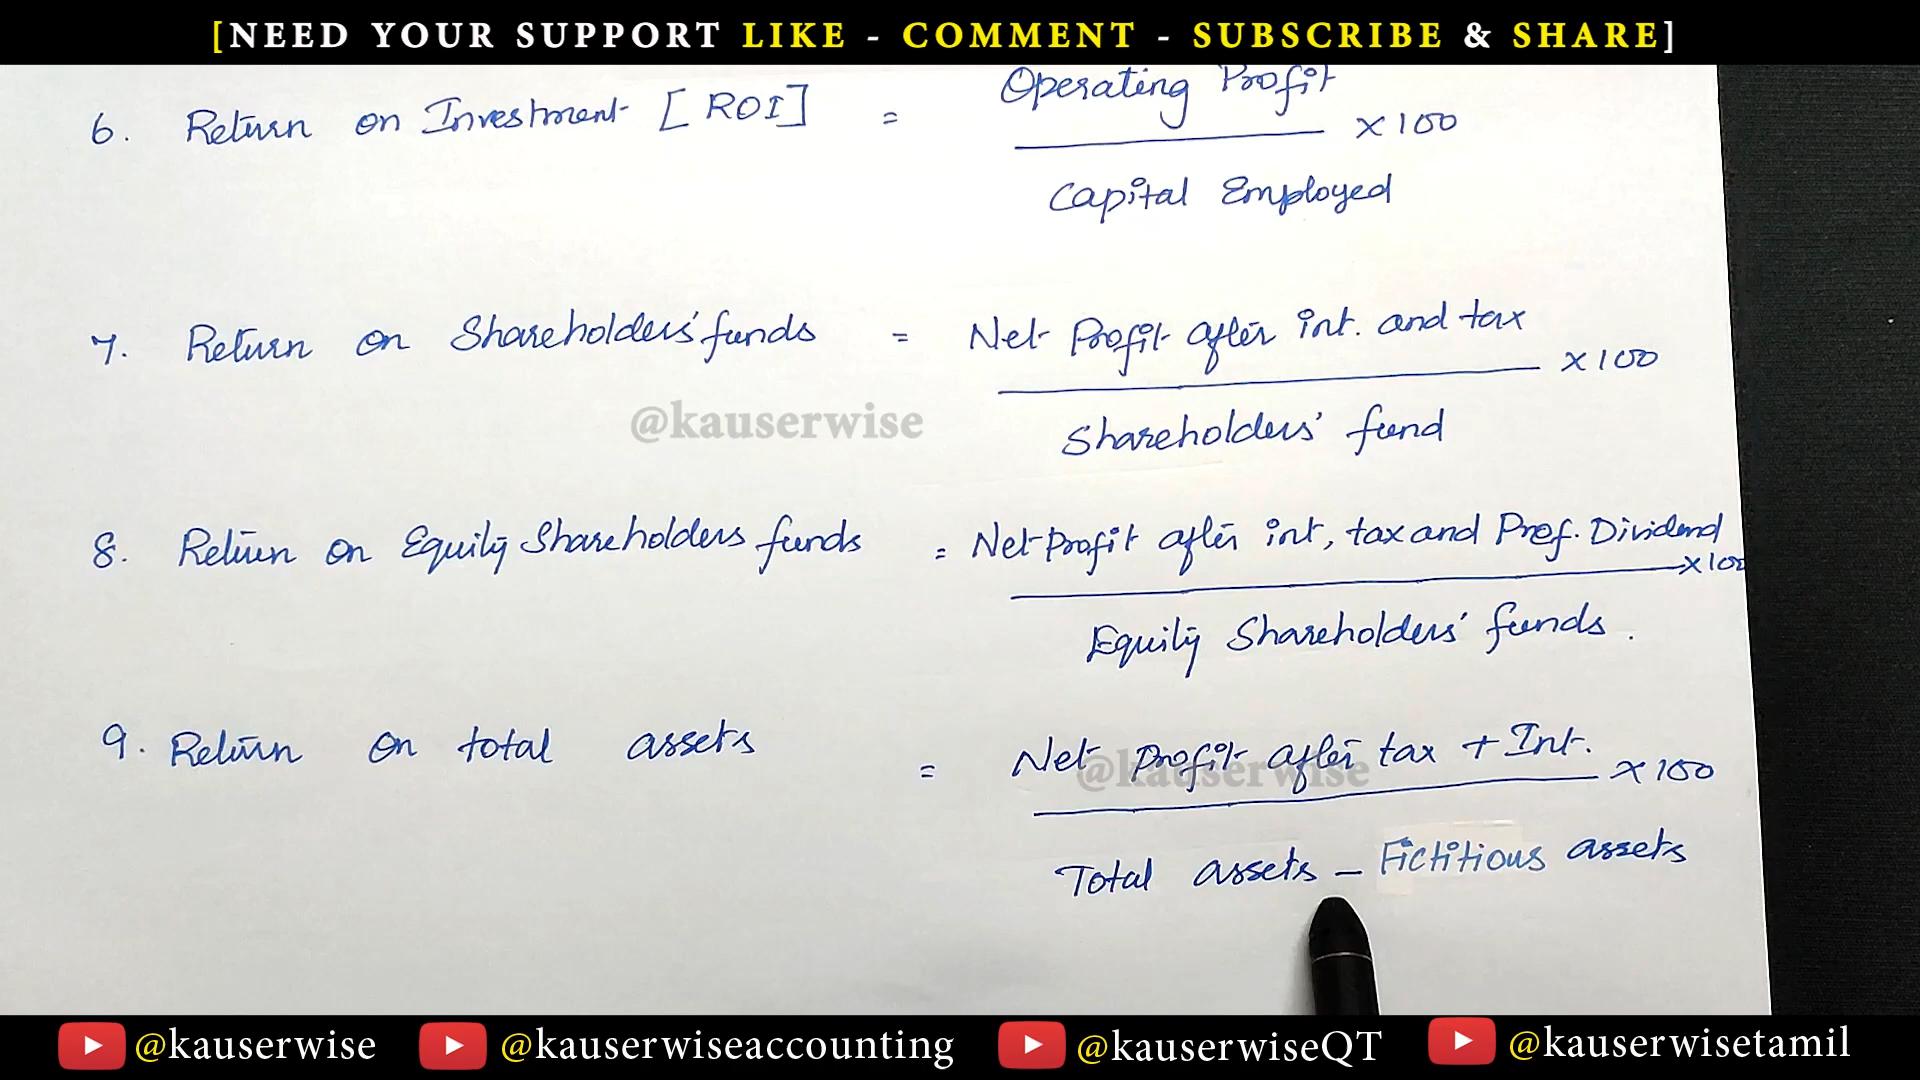 [NEED YOUR SUPPORT LIKE - COMMENT - SUBSCRIBE & SHARE]
6. Return on Investment [ROI] = Operating Profit × 100
Capital Employed
7. Return on Shareholders' funds = Net Profit after int. and tax × 100
Shareholders' fund
@kauserwise
8. Return on Equity Shareholders funds = Net Profit after int, tax and Pref. Dividend × 100
Equity Shareholders' funds.
9. Return on total assets = Net Profit after tax + Int. × 100
@kauserwise
Total assets - Fictitious assets
@kauserwise @kauserwiseaccounting @kauserwiseQT @kauserwisetamil